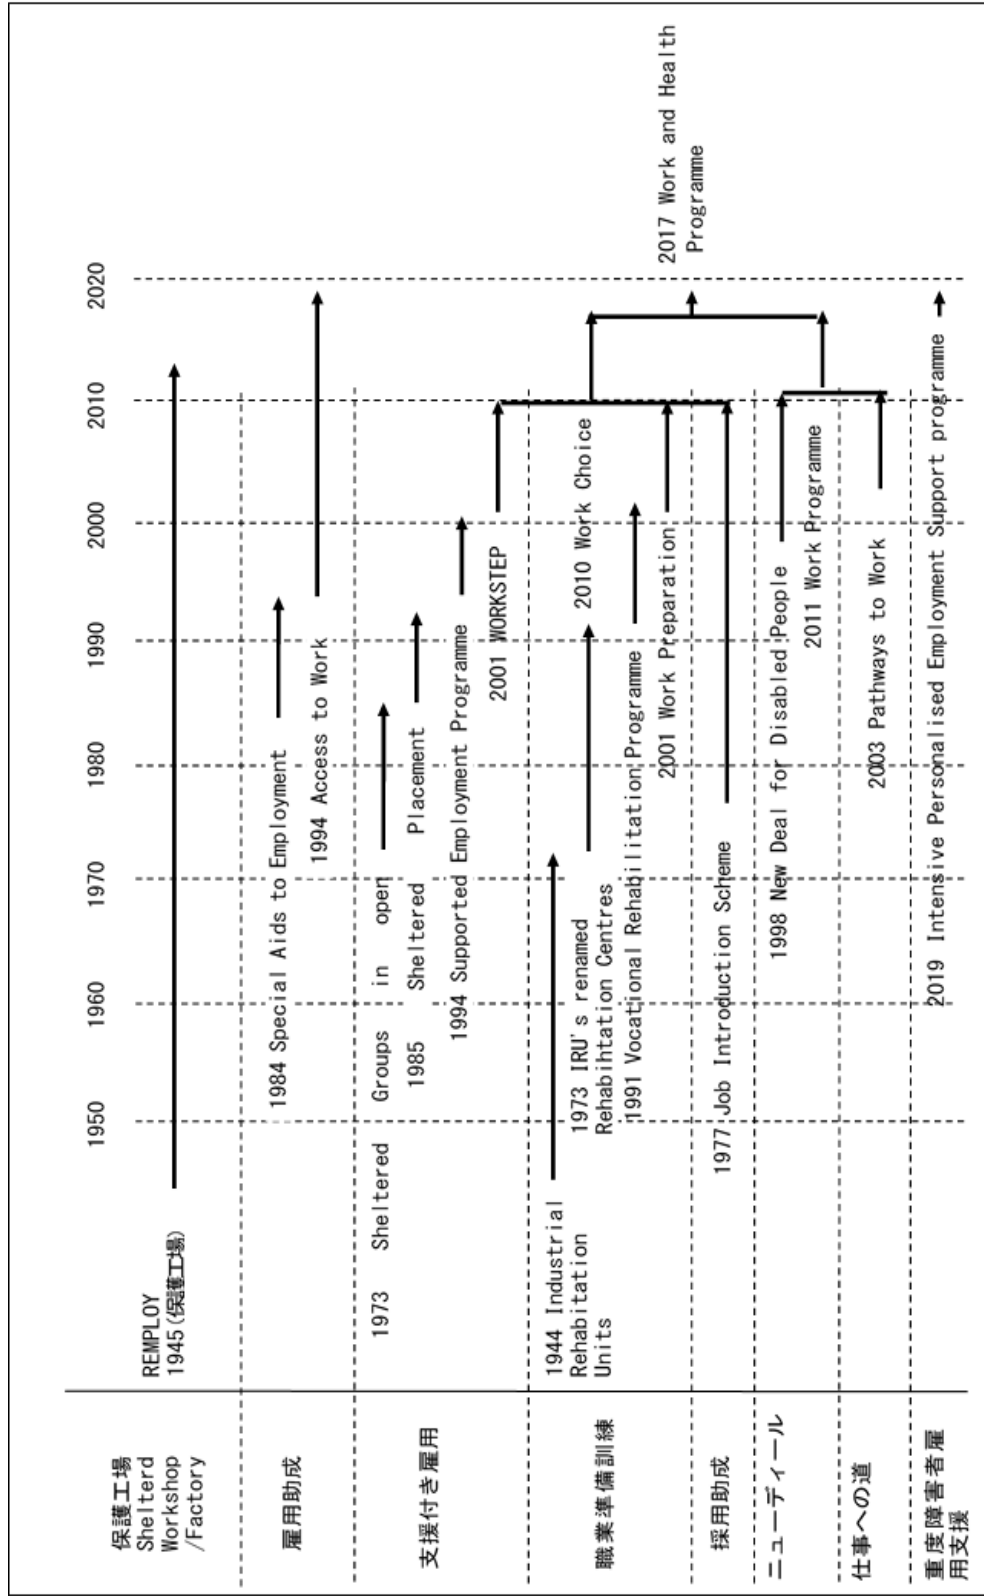 1950 1960 1970 1980 1990 2000 2010 2020
保護工場
Shelterd
Workshop
/Factory
REMPLOY
1945(保護工場)
雇用助成
1984 Special Aids to Employment
1994 Access to Work
支援付き雇用
1973 Sheltered Groups in open
1985 Sheltered Placement
1994 Supported Employment Programme
2001 WORKSTEP
職業準備訓練
1944 Industrial
Rehabilitation
Units
1973 IRU's renamed
Rehabihtation Centres
1991 Vocational Rehabilitation Programme
2001 Work Preparation
2010 Work Choice
採用助成
1977 Job Introduction Scheme
ニューディール
1998 New Deal for Disabled People
2011 Work Programme
仕事への道
2003 Pathways to Work
2017 Work and Health
Programme
重度障害者雇
用支援
2019 Intensive Personalised Employment Support programme